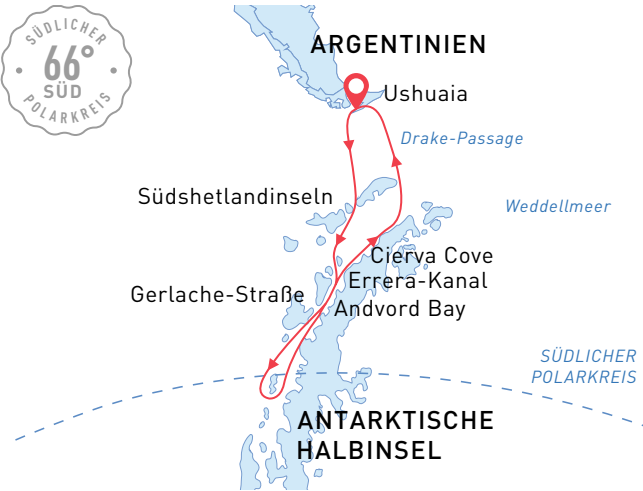 SÜDLICHER
66°
SÜD
POLARKREIS
ARGENTINIEN
Ushuaia
Drake-Passage
Südshetlandinseln
Weddellmeer
Cierva Cove
Errera-Kanal
Gerlache-Straße
Andvord Bay
SÜDLICHER
POLARKREIS
ANTARKTISCHE
HALBINSEL